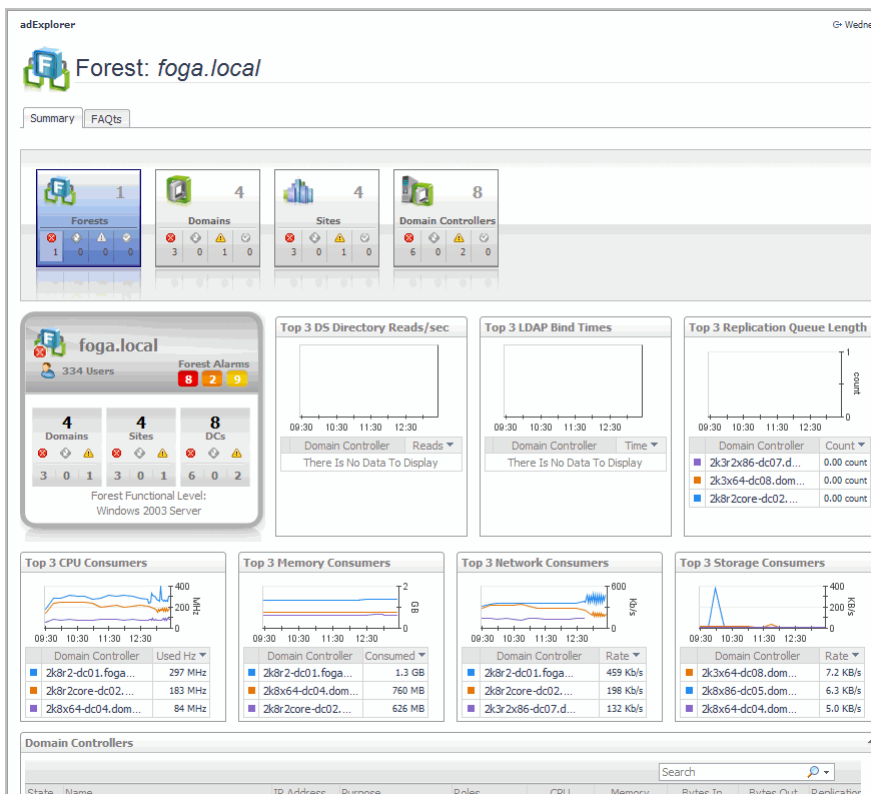 adExplorer
Wedne
Forest: foga.local
Summary FAQts
1 4 4 8
Forests Domains Sites Domain Controllers
1 0 0 0 3 0 1 0 3 0 1 0 6 0 2 0
foga.local
334 Users
Forest Alarms
8 2 9
4 4 8
Domains Sites DCs
3 0 1 3 0 1 6 0 2
Forest Functional Level:
Windows 2003 Server
Top 3 DS Directory Reads/sec
09:30 10:30 11:30 12:30
Domain Controller Reads
There Is No Data To Display
Top 3 LDAP Bind Times
09:30 10:30 11:30 12:30
Domain Controller Time
There Is No Data To Display
Top 3 Replication Queue Length
1
count
0
09:30 10:30 11:30 12:30
Domain Controller Count
2k3r2x86-dc07.d... 0.00 count
2k3x64-dc08.dom... 0.00 count
2k8r2core-dc02.... 0.00 count
Top 3 CPU Consumers
400
200
0
MHz
09:30 10:30 11:30 12:30
Domain Controller Used Hz
2k8r2-dc01.foga... 297 MHz
2k8r2core-dc02.... 183 MHz
2k8x64-dc04.dom... 84 MHz
Top 3 Memory Consumers
2
0
GB
09:30 10:30 11:30 12:30
Domain Controller Consumed
2k8r2-dc01.foga... 1.3 GB
2k8x64-dc04.dom... 760 MB
2k8r2core-dc02.... 626 MB
Top 3 Network Consumers
600
0
Kb/s
09:30 10:30 11:30 12:30
Domain Controller Rate
2k8r2-dc01.foga... 459 Kb/s
2k8r2core-dc02.... 198 Kb/s
2k3r2x86-dc07.d... 132 Kb/s
Top 3 Storage Consumers
400
200
0
KB/s
09:30 10:30 11:30 12:30
Domain Controller Rate
2k3x64-dc08.dom... 7.2 KB/s
2k8x86-dc05.dom... 6.3 KB/s
2k8x64-dc04.dom... 5.0 KB/s
Domain Controllers
Search
State Name IP Address Purpose Roles CPU Memory Bytes In Bytes Out Replication